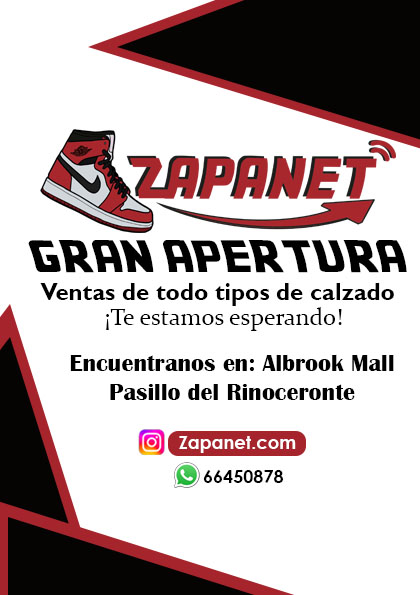 ZAPANET
GRAN APERTURA
Ventas de todo tipos de calzado
¡Te estamos esperando!
Encuentranos en: Albrook Mall
Pasillo del Rinoceronte
Zapanet.com
66450878